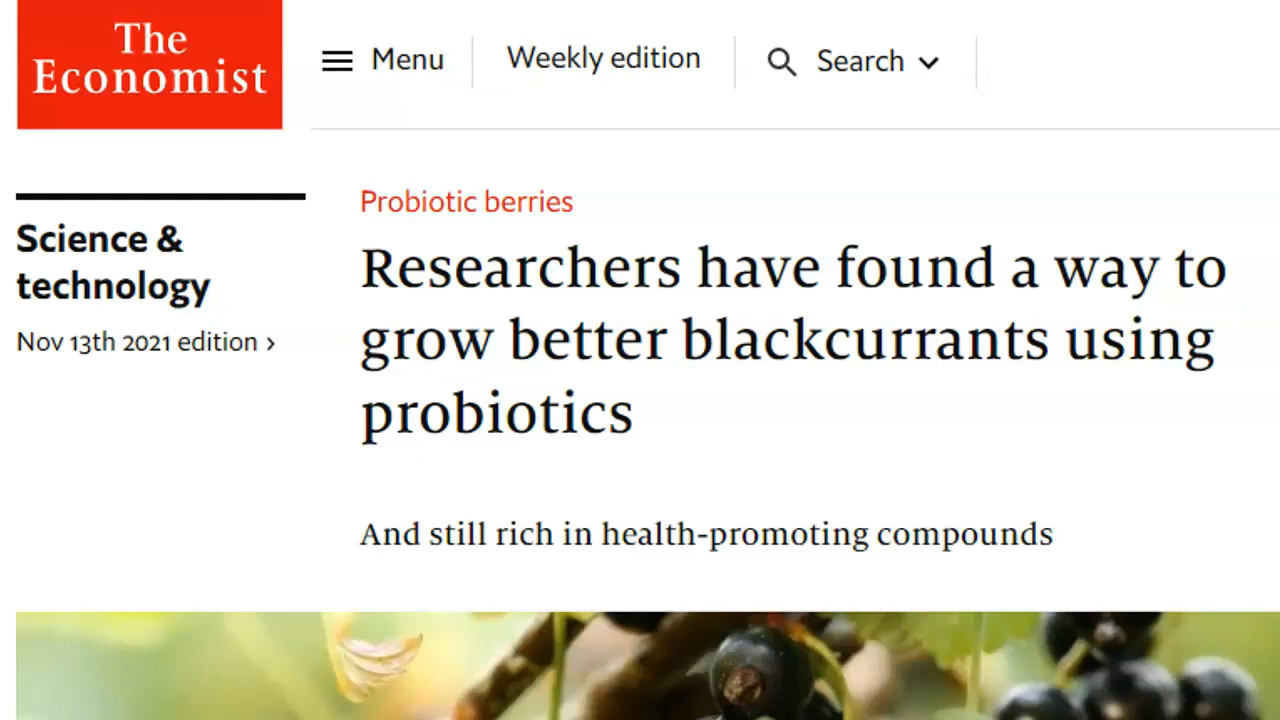 The
Economist
Menu
Weekly edition
Search
Science &
technology
Nov 13th 2021 edition ›
Probiotic berries
Researchers have found a way to
grow better blackcurrants using
probiotics
And still rich in health-promoting compounds